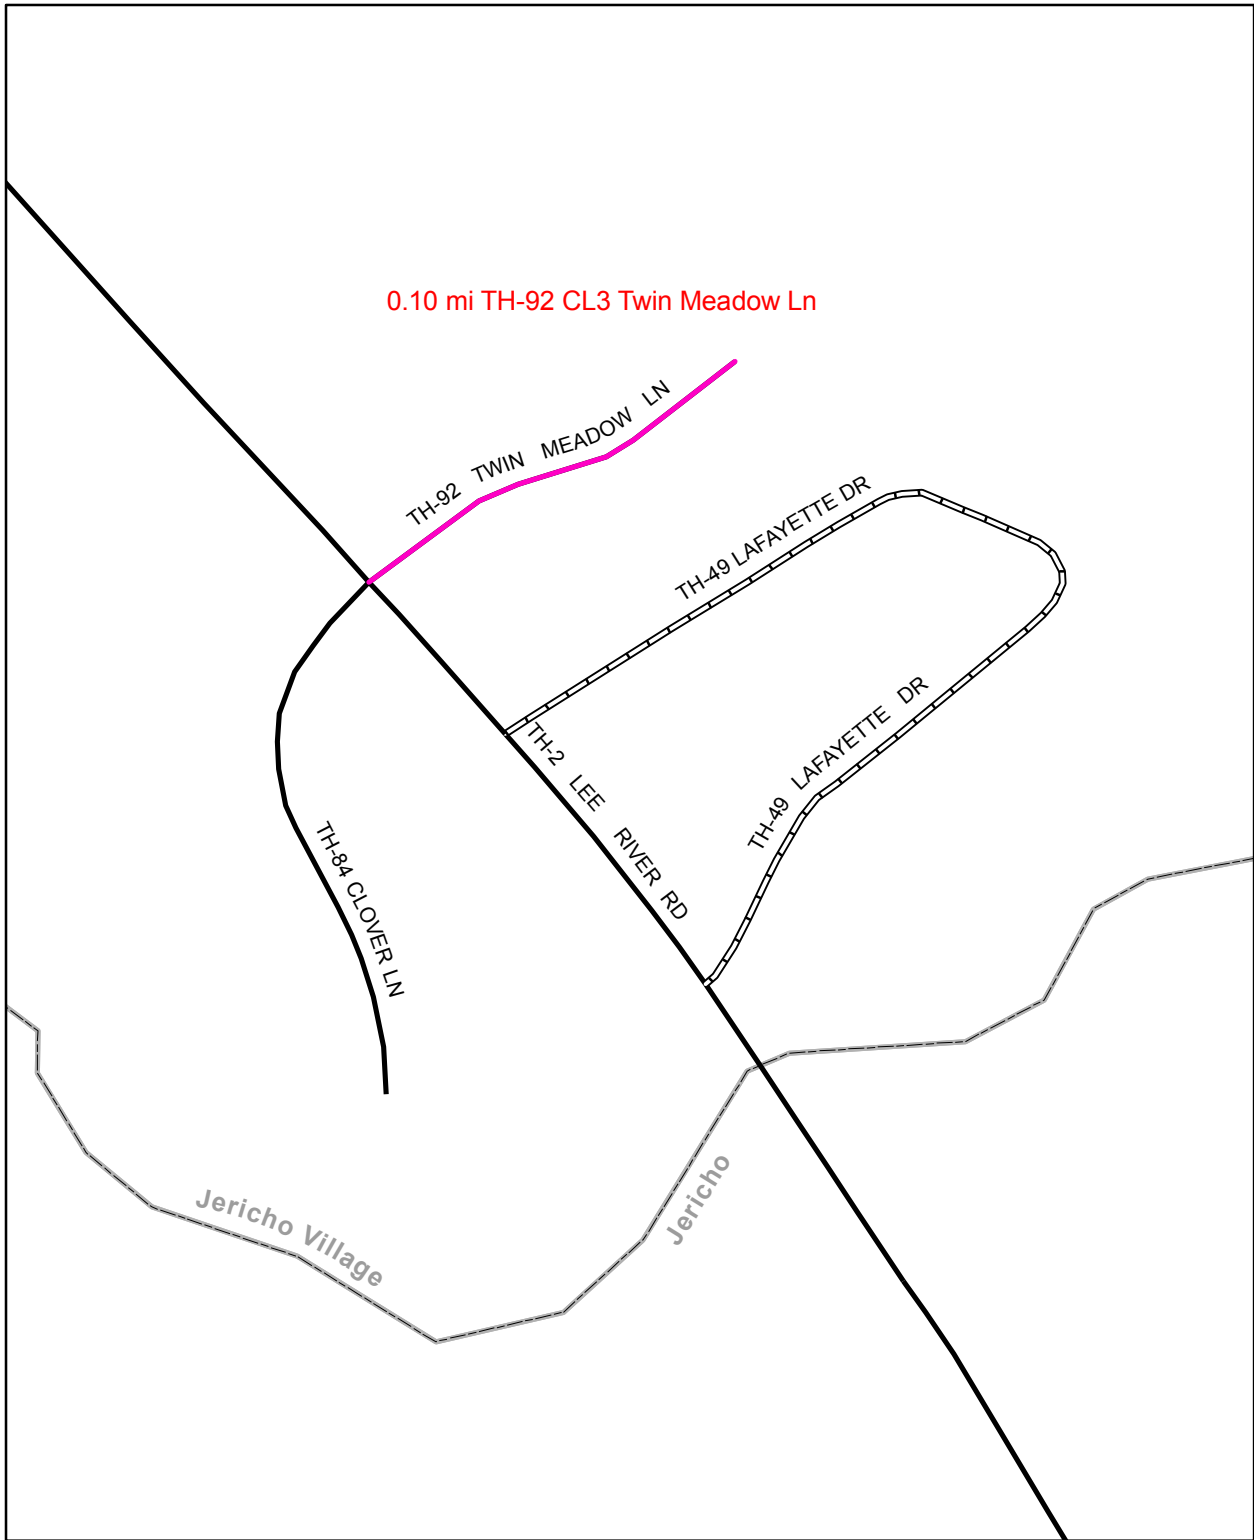 0.10 mi TH-92 CL3 Twin Meadow Ln
TH-92 TWIN MEADOW LN
TH-49 LAFAYETTE DR
TH-2 LEE RIVER RD
TH-49 LAFAYETTE DR
TH-84 CLOVER LN
Jericho Village
Jericho